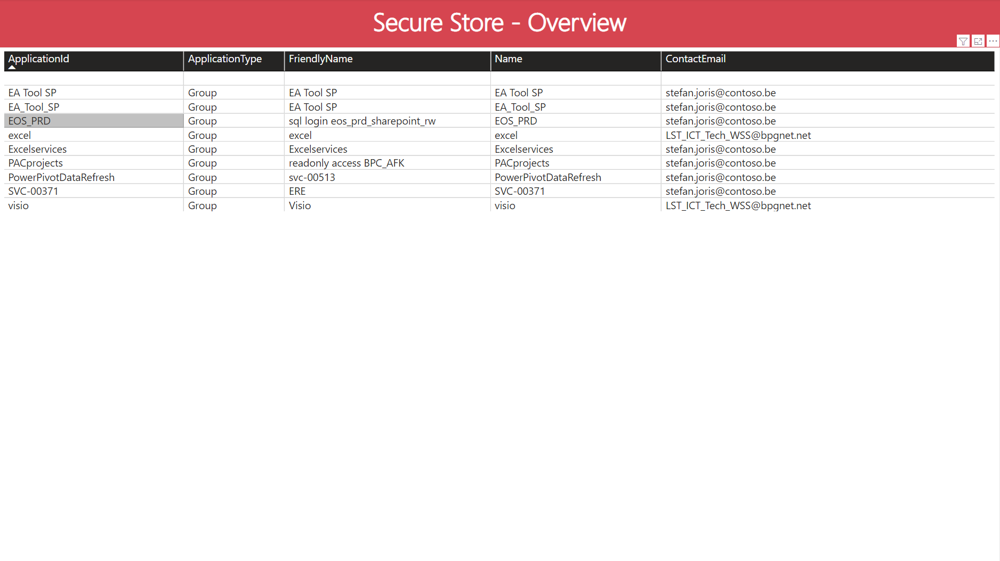 Secure Store - Overview
ApplicationId ApplicationType FriendlyName Name ContactEmail
EA Tool SP Group EA Tool SP EA Tool SP stefan.joris@contoso.be
EA_Tool_SP Group EA Tool SP EA_Tool_SP stefan.joris@contoso.be
EOS_PRD Group sql login eos_prd_sharepoint_rw EOS_PRD stefan.joris@contoso.be
excel Group excel excel LST_ICT_Tech_WSS@bpgnet.net
Excelservices Group Excelservices Excelservices stefan.joris@contoso.be
PACprojects Group readonly access BPC_AFK PACprojects stefan.joris@contoso.be
PowerPivotDataRefresh Group svc-00513 PowerPivotDataRefresh stefan.joris@contoso.be
SVC-00371 Group ERE SVC-00371 stefan.joris@contoso.be
visio Group Visio visio LST_ICT_Tech_WSS@bpgnet.net